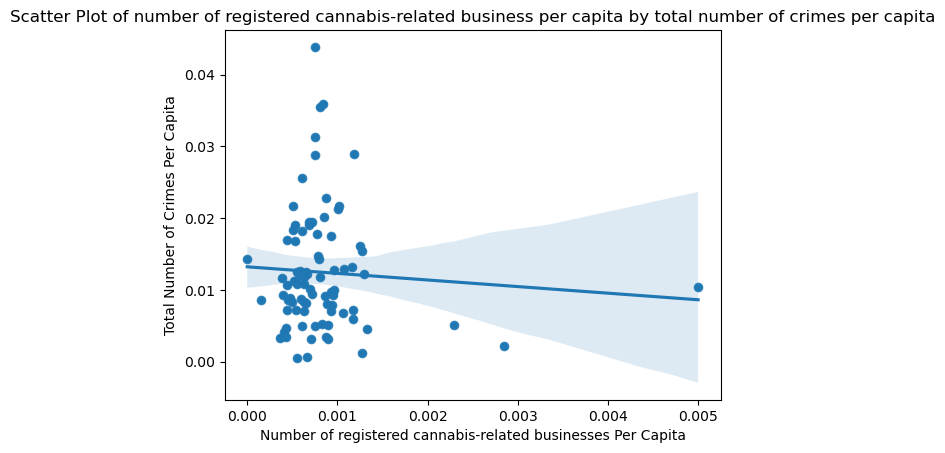 Scatter Plot of number of registered cannabis-related business per capita by total number of crimes per capita
Total Number of Crimes Per Capita
0.04
0.03
0.02
0.01
0.00
0.000 0.001 0.002 0.003 0.004 0.005
Number of registered cannabis-related businesses Per Capita